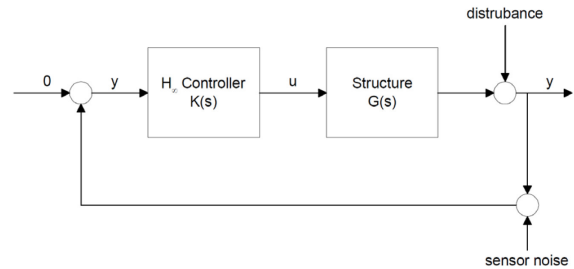 distrubance
0
y
H∞ Controller
K(s)
u
Structure
G(s)
y
sensor noise